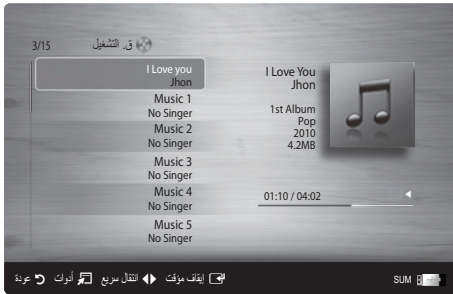 ق. التشغيل
3/15
I Love you
Jhon
Music 1
No Singer
Music 2
No Singer
Music 3
No Singer
Music 4
No Singer
Music 5
No Singer
I Love You
Jhon
1st Album
Pop
2010
4.2MB
01:10 / 04:02
SUM
إيقاف مؤقت انتقال سريع أدوات عودة